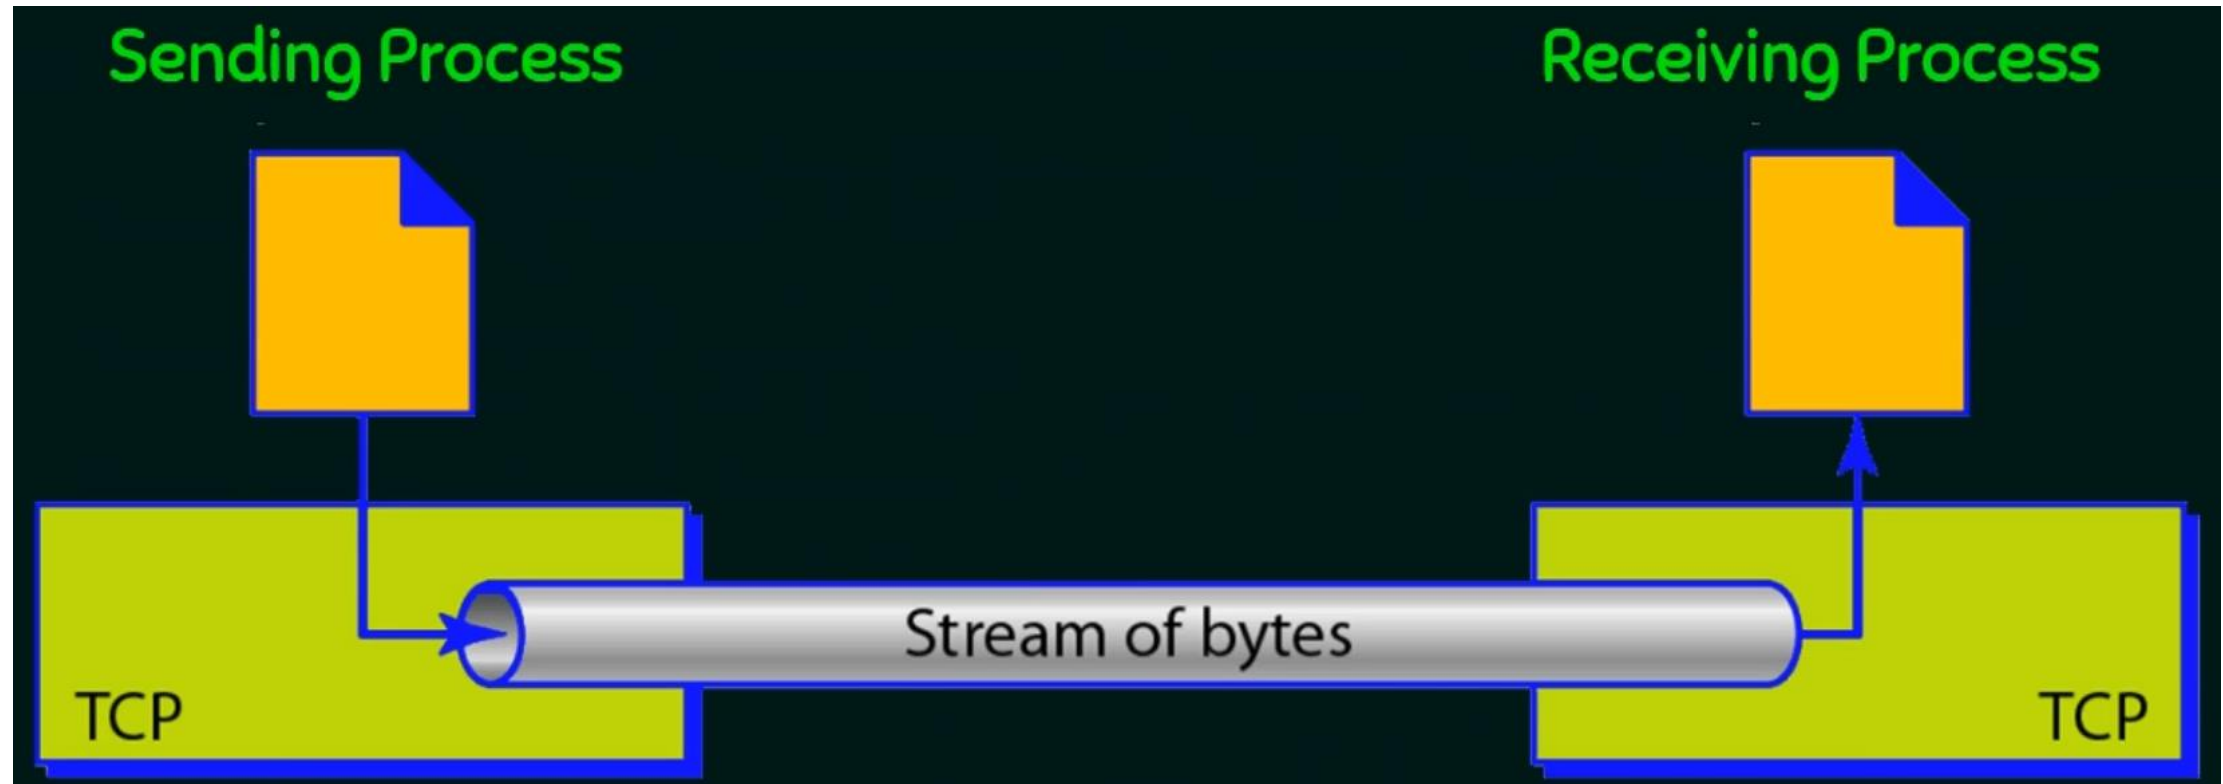 Sending Process
Receiving Process
Stream of bytes
TCP
TCP